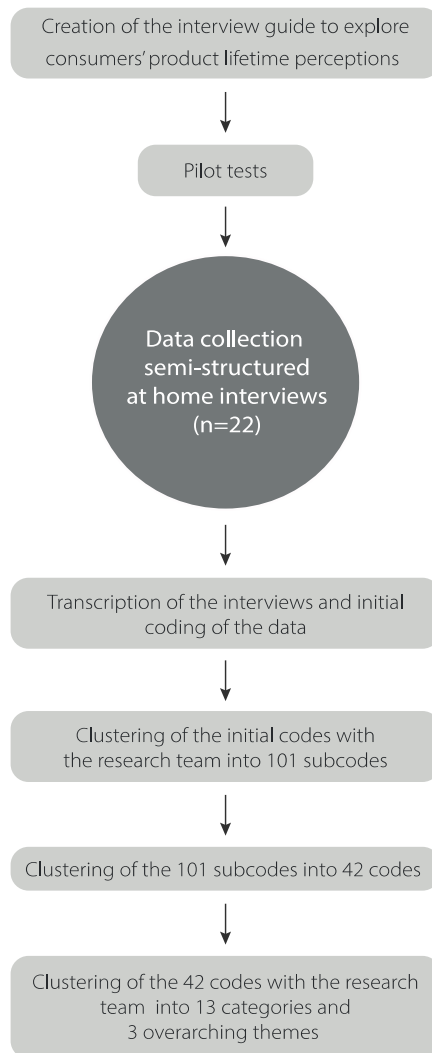 Creation of the interview guide to explore
consumers’ product lifetime perceptions
Pilot tests
Data collection
semi-structured
at home interviews
(n=22)
Transcription of the interviews and initial
coding of the data
Clustering of the initial codes with
the research team into 101 subcodes
Clustering of the 101 subcodes into 42 codes
Clustering of the 42 codes with the research
team into 13 categories and
3 overarching themes